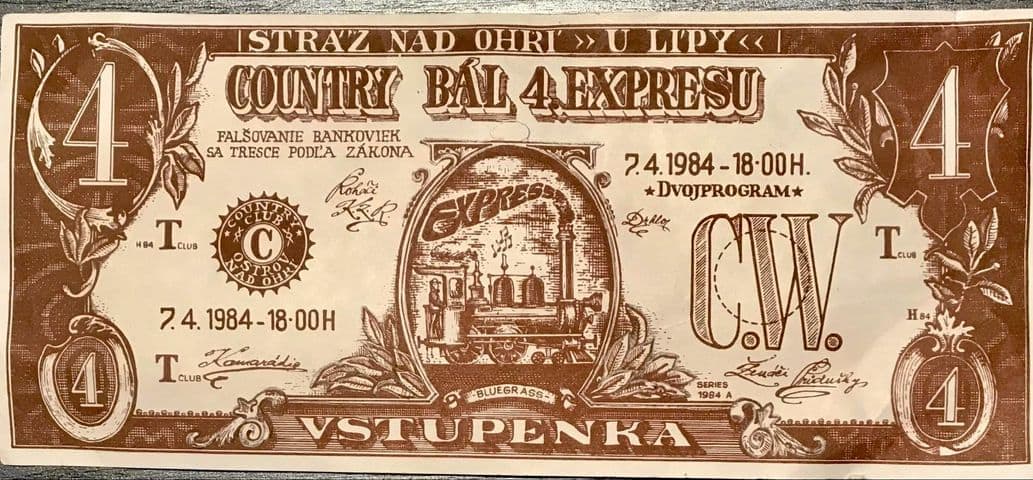 STRÁŽ NAD OHŘÍ »U LÍPY«
COUNTRY BÁL 4. EXPRESU
FALŠOVANIE BANKOVIEK
SA TRESCE PODĽA ZÁKONA
7.4.1984-18·00H.
★DVOJPROGRAM★
4
4
EXPRESS
H84 T CLUB
COUNTRY
CLUB
C
OSTROV
NAD OHŘÍ
C.W.
T CLUB
7.4.1984-18·00H
H84
T CLUB
Kamarádie
SERIES
1984 A
4
BLUEGRASS
4
VSTUPENKA